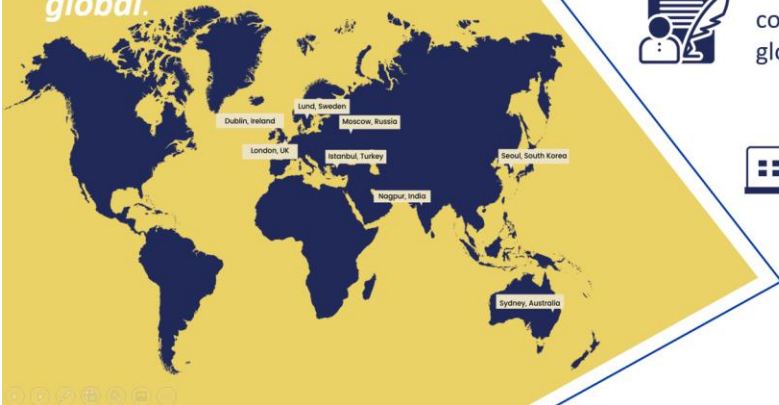 global.
co
glo
Lund, Sweden
Dublin, Ireland
Moscow, Russia
London, UK
Istanbul, Turkey
Seoul, South Korea
Nagpur, India
Sydney, Australia